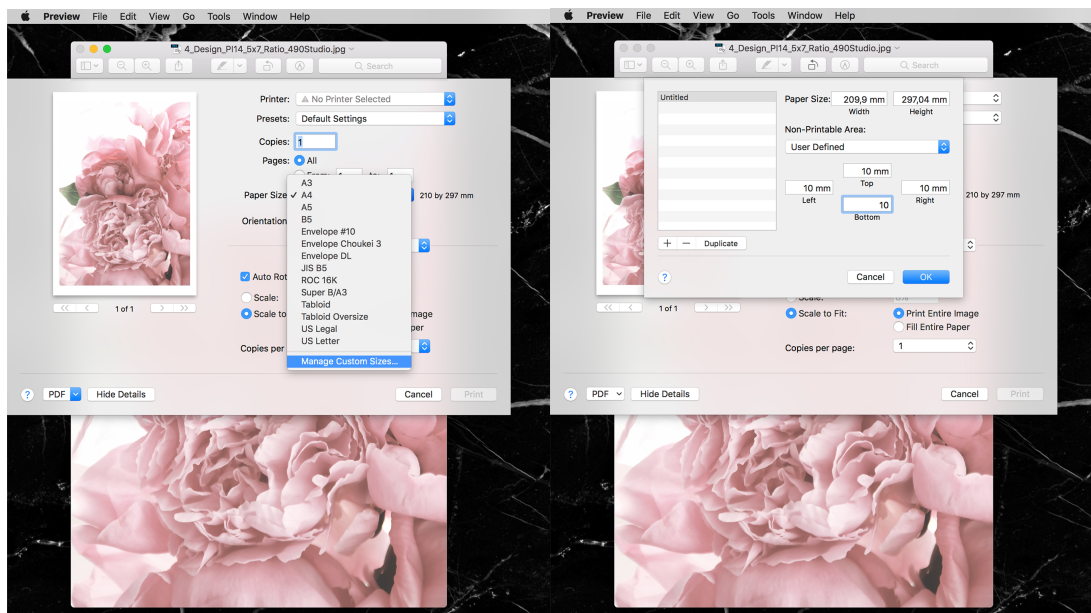 Preview File Edit View Go Tools Window Help
4_Design_PI14_5x7_Ratio_490Studio.jpg
Search
Printer: No Printer Selected
Presets: Default Settings
Copies: 1
Pages: All
From: 1 to: 1
Paper Size ✓ A4 210 by 297 mm
A3
A5
B5
Orientation
Envelope #10
Envelope Choukei 3
Envelope DL
JIS B5
ROC 16K
Super B/A3
Tabloid
Tabloid Oversize
US Legal
US Letter
Manage Custom Sizes...
Auto Rot
Scale:
Scale to
mage
per
Copies per
<< < 1 of 1 > >>
? PDF Hide Details Cancel Print
Preview File Edit View Go Tools Window Help
4_Design_PI14_5x7_Ratio_490Studio.jpg
Search
Untitled
Paper Size: 209,9 mm 297,04 mm
Width Height
Non-Printable Area:
User Defined
10 mm
Top
10 mm 10 mm
Left Right
10
Bottom
210 by 297 mm
+ − Duplicate
? Cancel OK
<< < 1 of 1 > >>
Scale:
Scale to Fit: Print Entire Image
Fill Entire Paper
Copies per page: 1
? PDF Hide Details Cancel Print